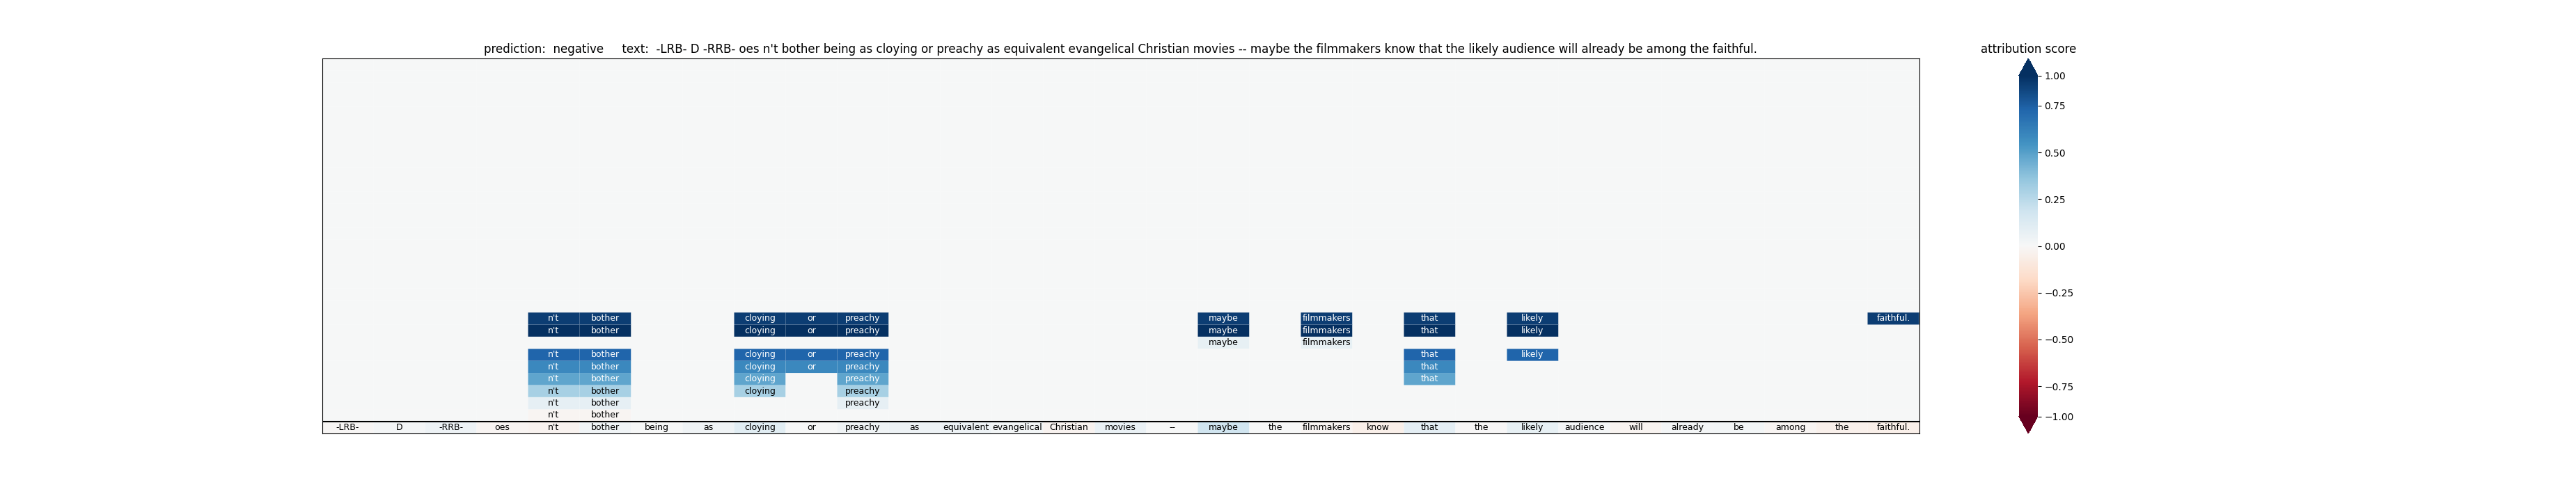 prediction:  negative     text:  -LRB- D -RRB- oes n't bother being as cloying or preachy as equivalent evangelical Christian movies -- maybe the filmmakers know that the likely audience will already be among the faithful.
attribution score
n't bother cloying or preachy maybe filmmakers that likely faithful.
n't bother cloying or preachy maybe filmmakers that likely
maybe filmmakers
n't bother cloying or preachy that likely
n't bother cloying or preachy that
n't bother cloying preachy that
n't bother cloying preachy
n't bother preachy
n't bother
-LRB- D -RRB- oes n't bother being as cloying or preachy as equivalent evangelical Christian movies -- maybe the filmmakers know that the likely audience will already be among the faithful.
1.00
0.75
0.50
0.25
0.00
−0.25
−0.50
−0.75
−1.00